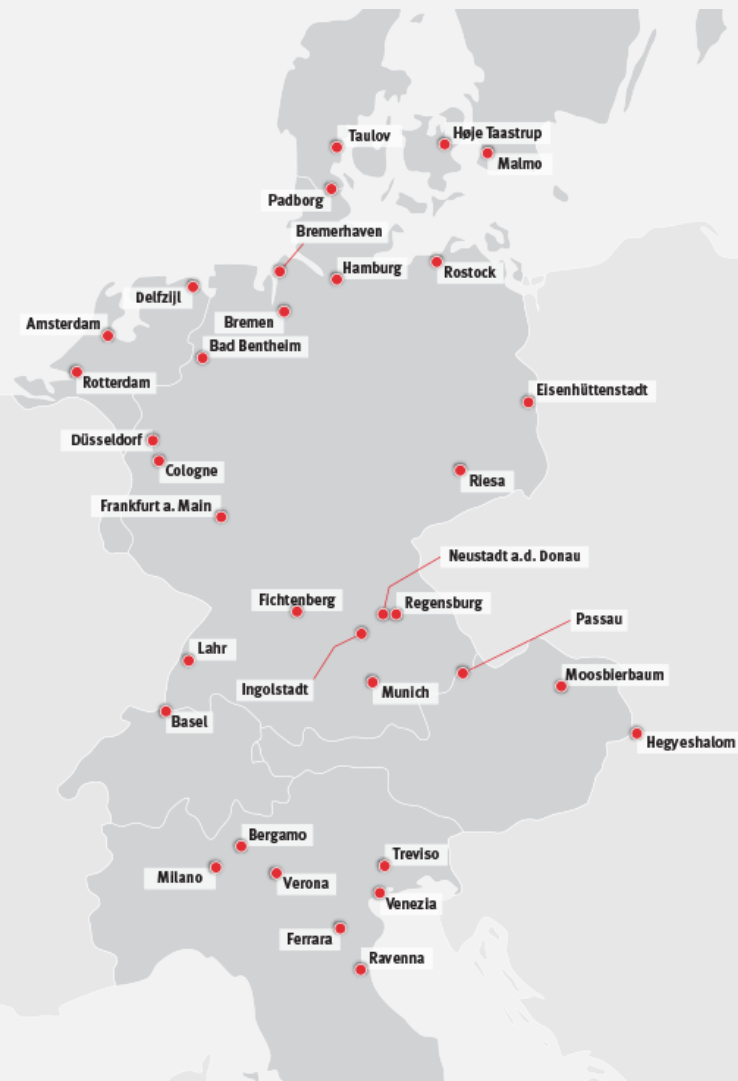 Taulov
Høje Taastrup
Malmo
Padborg
Bremerhaven
Hamburg
Rostock
Delfzijl
Bremen
Amsterdam
Bad Bentheim
Rotterdam
Eisenhüttenstadt
Düsseldorf
Cologne
Riesa
Frankfurt a. Main
Neustadt a.d. Donau
Fichtenberg
Regensburg
Passau
Lahr
Ingolstadt
Munich
Moosbierbaum
Basel
Hegyeshalom
Bergamo
Treviso
Milano
Verona
Venezia
Ferrara
Ravenna